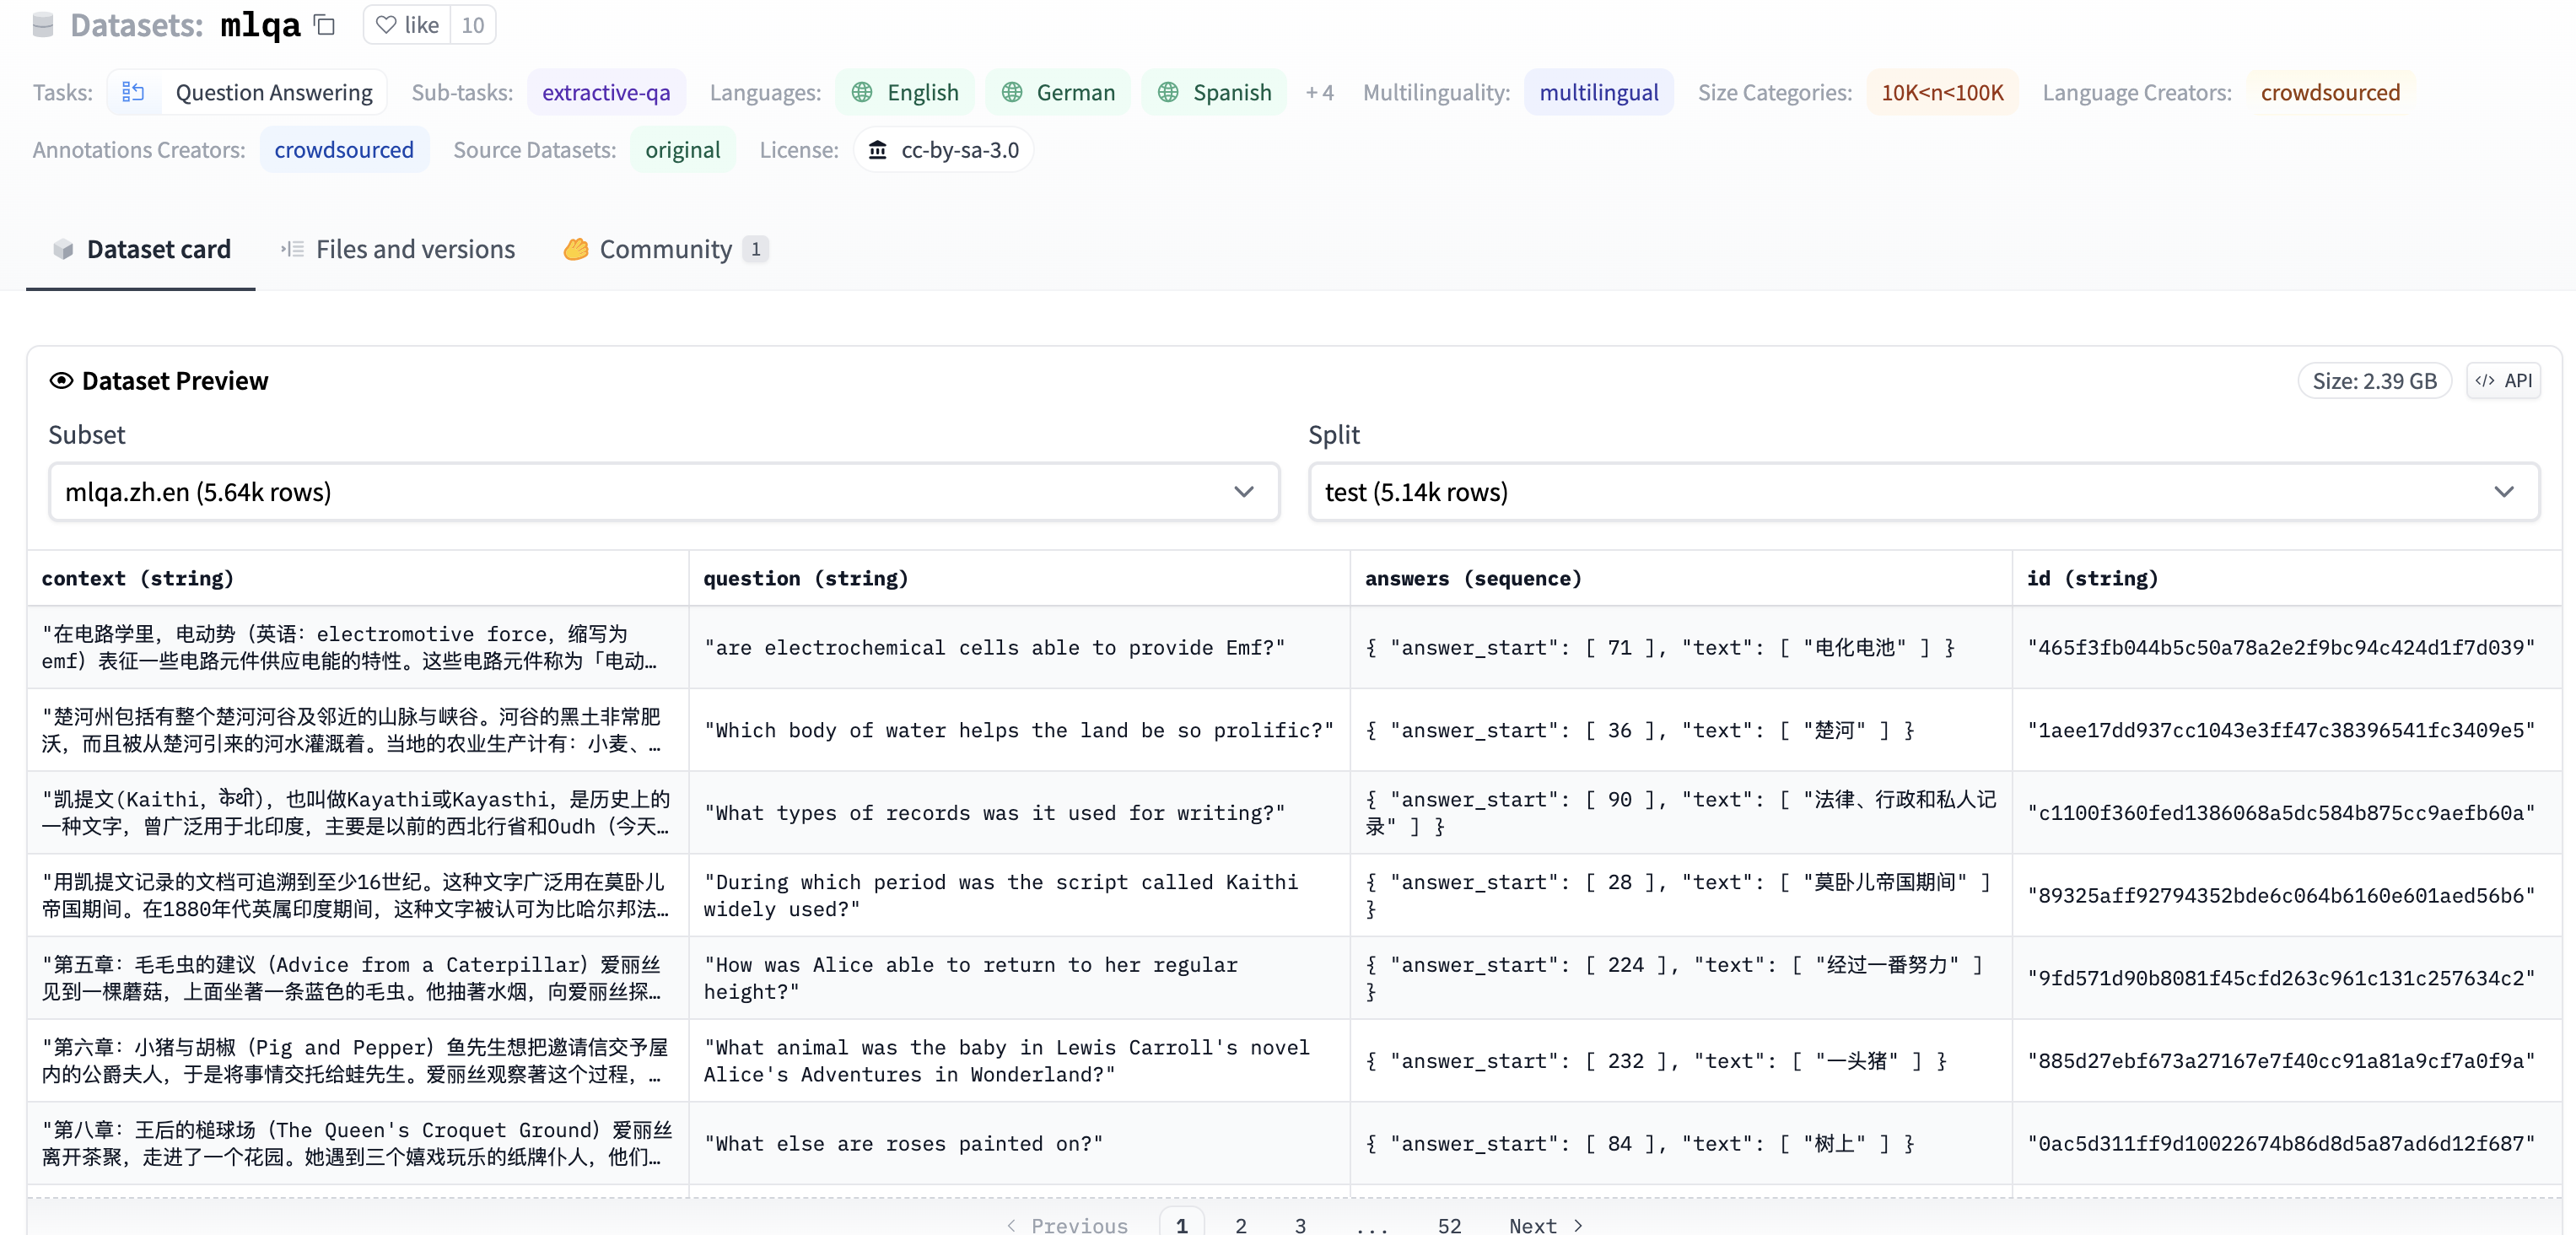 Datasets: mlqa like 10
Tasks: Question Answering Sub-tasks: extractive-qa Languages: English German Spanish + 4 Multilinguality: multilingual Size Categories: 10K<n<100K Language Creators: crowdsourced
Annotations Creators: crowdsourced Source Datasets: original License: cc-by-sa-3.0
Dataset card Files and versions Community 1
Dataset Preview Size: 2.39 GB API
Subset Split
mlqa.zh.en (5.64k rows) test (5.14k rows)
context (string) question (string) answers (sequence) id (string)
"在电路学里，电动势（英语：electromotive force，缩写为
emf）表征一些电路元件供应电能的特性。这些电路元件称为「电动…
"are electrochemical cells able to provide Emf?"
{ "answer_start": [ 71 ], "text": [ "电化电池" ] }
"465f3fb044b5c50a78a2e2f9bc94c424d1f7d039"
"楚河州包括有整个楚河河谷及邻近的山脉与峡谷。河谷的黑土非常肥
沃，而且被从楚河引来的河水灌溉着。当地的农业生产计有：小麦、…
"Which body of water helps the land be so prolific?"
{ "answer_start": [ 36 ], "text": [ "楚河" ] }
"1aee17dd937cc1043e3ff47c38396541fc3409e5"
"凯提文(Kaithi, कैथी)，也叫做Kayathi或Kayasthi，是历史上的
一种文字，曾广泛用于北印度，主要是以前的西北行省和Oudh（今天…
"What types of records was it used for writing?"
{ "answer_start": [ 90 ], "text": [ "法律、行政和私人记
录" ] }
"c1100f360fed1386068a5dc584b875cc9aefb60a"
"用凯提文记录的文档可追溯到至少16世纪。这种文字广泛用在莫卧儿
帝国期间。在1880年代英属印度期间，这种文字被认可为比哈尔邦法…
"During which period was the script called Kaithi
widely used?"
{ "answer_start": [ 28 ], "text": [ "莫卧儿帝国期间" ]
}
"89325aff92794352bde6c064b6160e601aed56b6"
"第五章：毛毛虫的建议（Advice from a Caterpillar）爱丽丝
见到一棵蘑菇，上面坐著一条蓝色的毛虫。他抽著水烟，向爱丽丝探…
"How was Alice able to return to her regular
height?"
{ "answer_start": [ 224 ], "text": [ "经过一番努力" ]
}
"9fd571d90b8081f45cfd263c961c131c257634c2"
"第六章：小猪与胡椒（Pig and Pepper）鱼先生想把邀请信交予屋
内的公爵夫人，于是将事情交托给蛙先生。爱丽丝观察著这个过程，…
"What animal was the baby in Lewis Carroll's novel
Alice's Adventures in Wonderland?"
{ "answer_start": [ 232 ], "text": [ "一头猪" ] }
"885d27ebf673a27167e7f40cc91a81a9cf7a0f9a"
"第八章：王后的槌球场（The Queen's Croquet Ground）爱丽丝
离开茶聚，走进了一个花园。她遇到三个嬉戏玩乐的纸牌仆人，他们…
"What else are roses painted on?"
{ "answer_start": [ 84 ], "text": [ "树上" ] }
"0ac5d311ff9d10022674b86d8d5a87ad6d12f687"
Previous 1 2 3 ... 52 Next